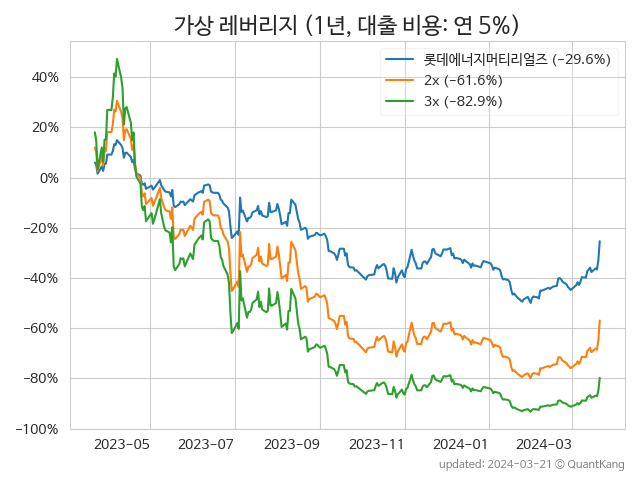 가상 레버리지 (1년, 대출 비용: 연 5%)
롯데에너지머티리얼즈 (−29.6%)
2x (−61.6%)
3x (−82.9%)
40%
20%
0%
−20%
−40%
−60%
−80%
−100%
2023-05 2023-07 2023-09 2023-11 2024-01 2024-03
updated: 2024-03-21 © QuantKang